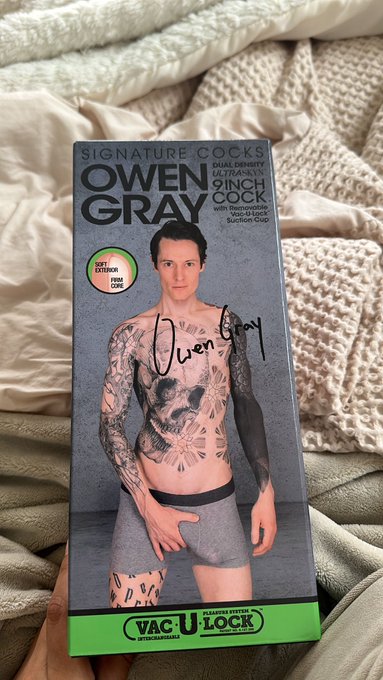 SIGNATURE COCKS
OWEN
GRAY
DUAL DENSITY
ULTRASKYN
9 INCH
COCK
with Removable
Vac-U-Lock
Suction Cup
SOFT
EXTERIOR
FIRM
CORE
Owen Gray
PLEASURE SYSTEM
VAC·U·LOCK
INTERCHANGEABLE